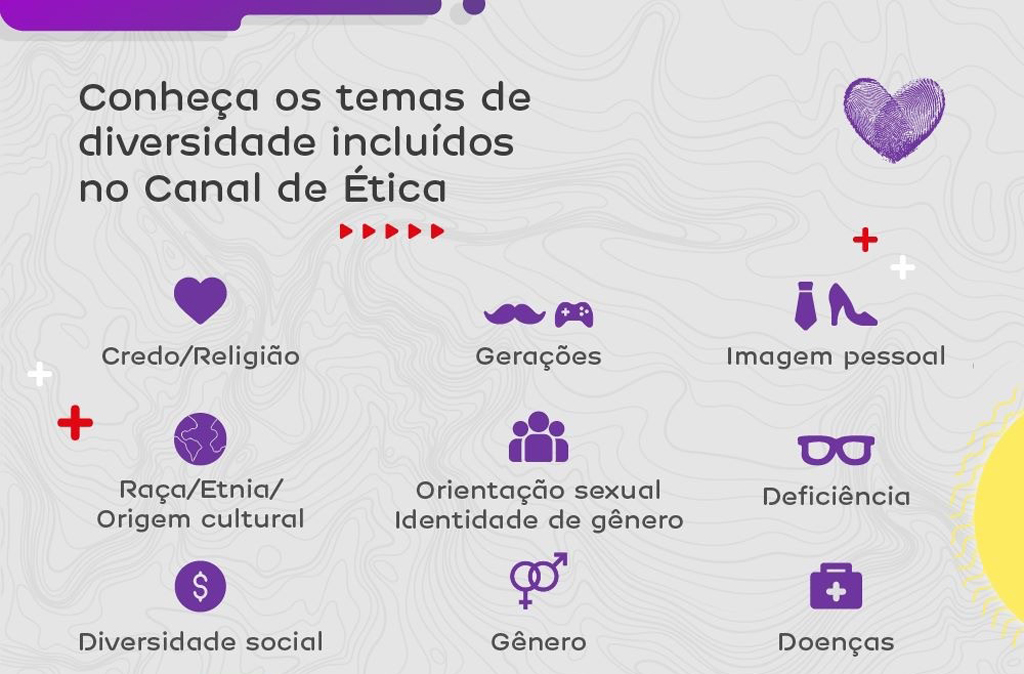 Conheça os temas de
diversidade incluídos
no Canal de Ética
Credo/Religião
Gerações
Imagem pessoal
Raça/Etnia/
Origem cultural
Orientação sexual
Identidade de gênero
Deficiência
Diversidade social
Gênero
Doenças